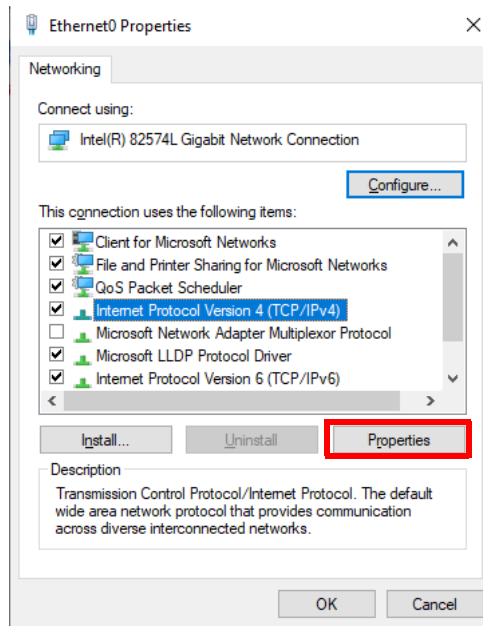 Ethernet0 Properties
Networking
Connect using:
Intel(R) 82574L Gigabit Network Connection
Configure...
This connection uses the following items:
Client for Microsoft Networks
File and Printer Sharing for Microsoft Networks
QoS Packet Scheduler
Internet Protocol Version 4 (TCP/IPv4)
Microsoft Network Adapter Multiplexor Protocol
Microsoft LLDP Protocol Driver
Internet Protocol Version 6 (TCP/IPv6)
Install...
Uninstall
Properties
Description
Transmission Control Protocol/Internet Protocol. The default
wide area network protocol that provides communication
across diverse interconnected networks.
OK
Cancel